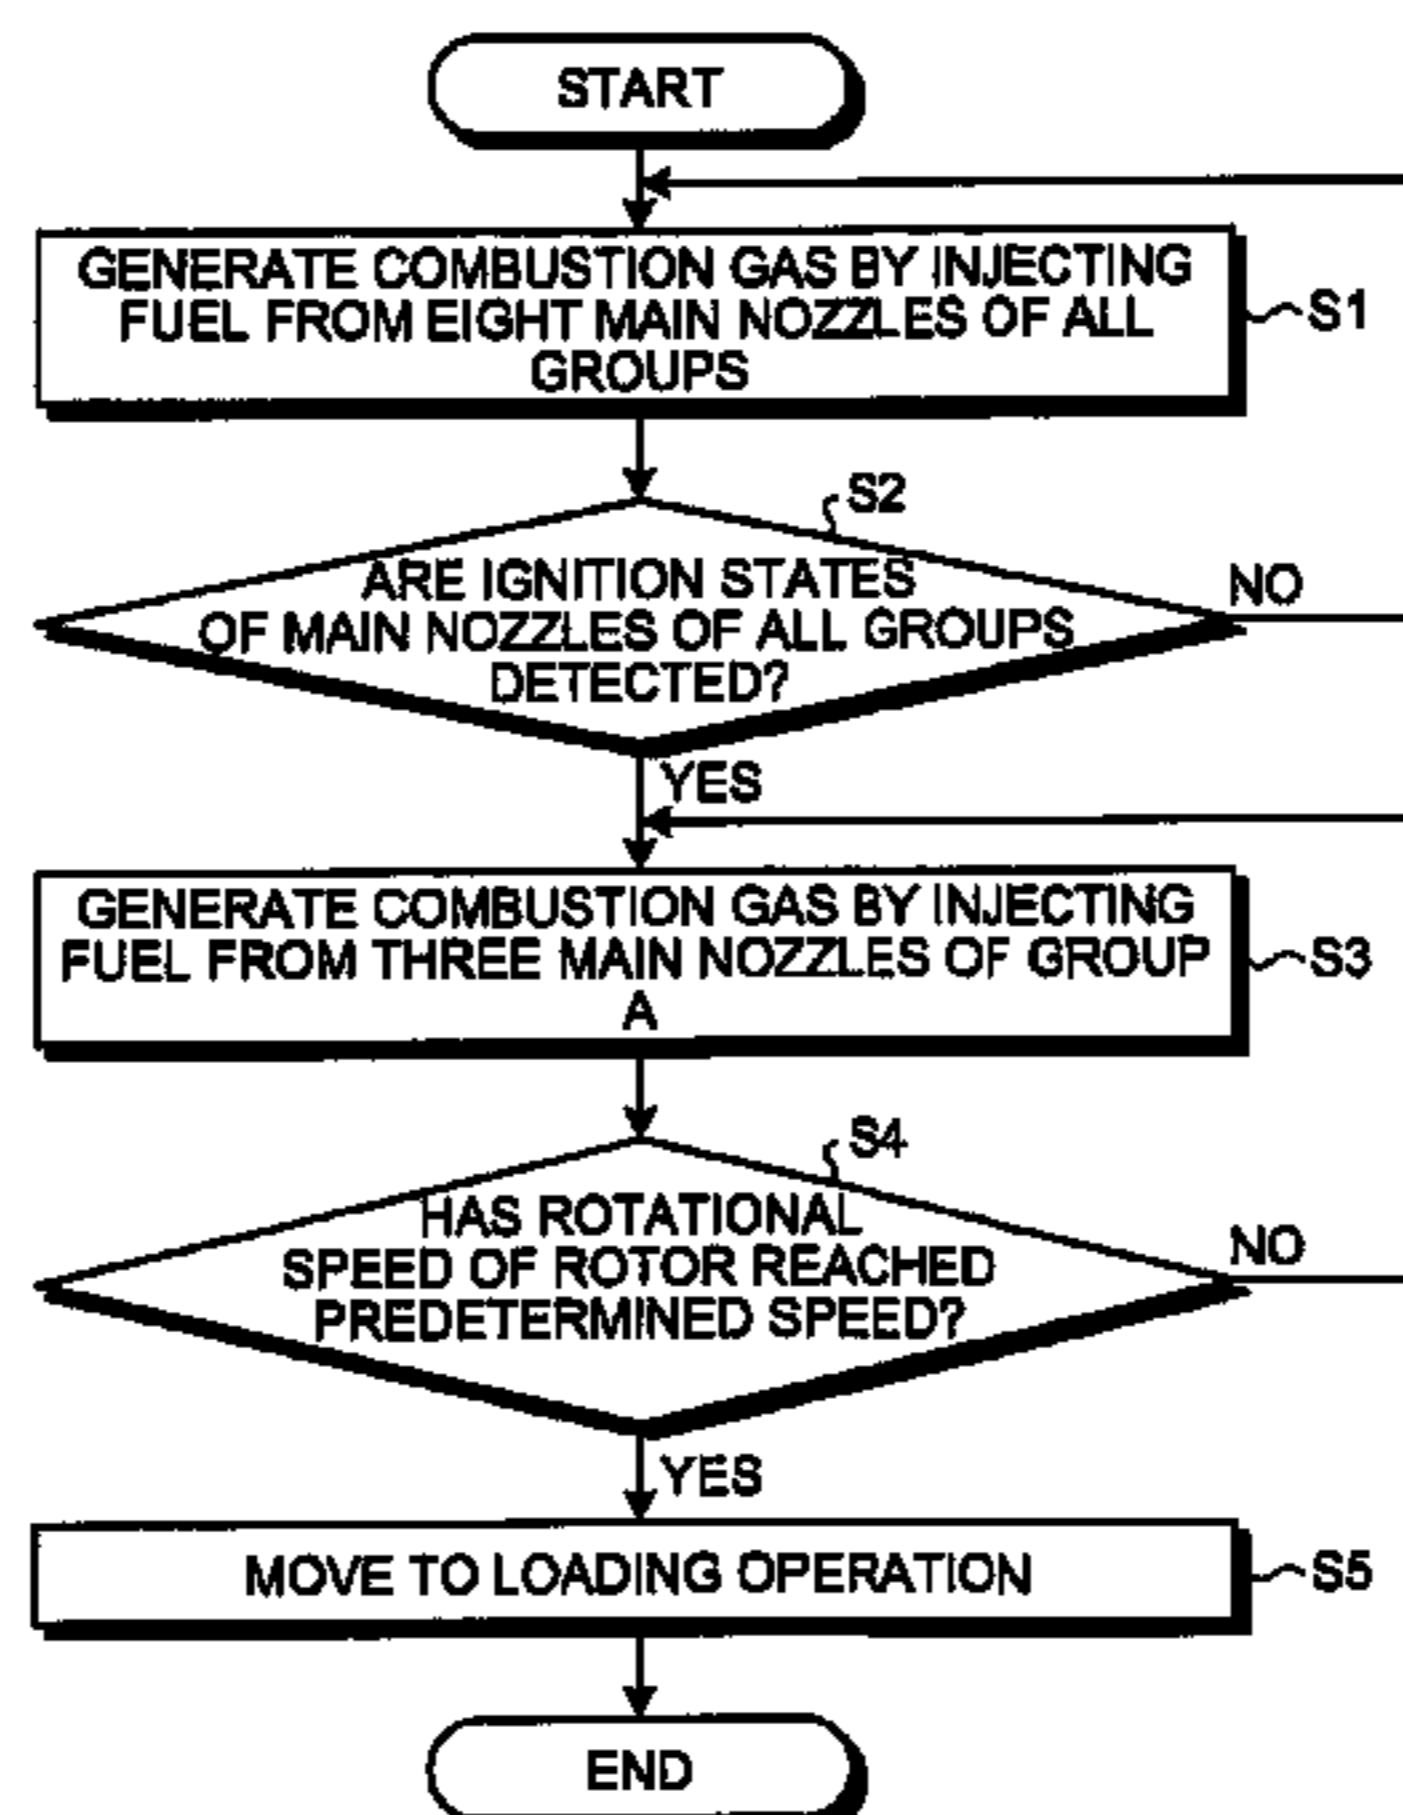 START
GENERATE COMBUSTION GAS BY INJECTING
FUEL FROM EIGHT MAIN NOZZLES OF ALL
GROUPS
S1
S2
ARE IGNITION STATES
OF MAIN NOZZLES OF ALL GROUPS
DETECTED?
NO
YES
GENERATE COMBUSTION GAS BY INJECTING
FUEL FROM THREE MAIN NOZZLES OF GROUP
A
S3
S4
HAS ROTATIONAL
SPEED OF ROTOR REACHED
PREDETERMINED SPEED?
NO
YES
MOVE TO LOADING OPERATION
S5
END